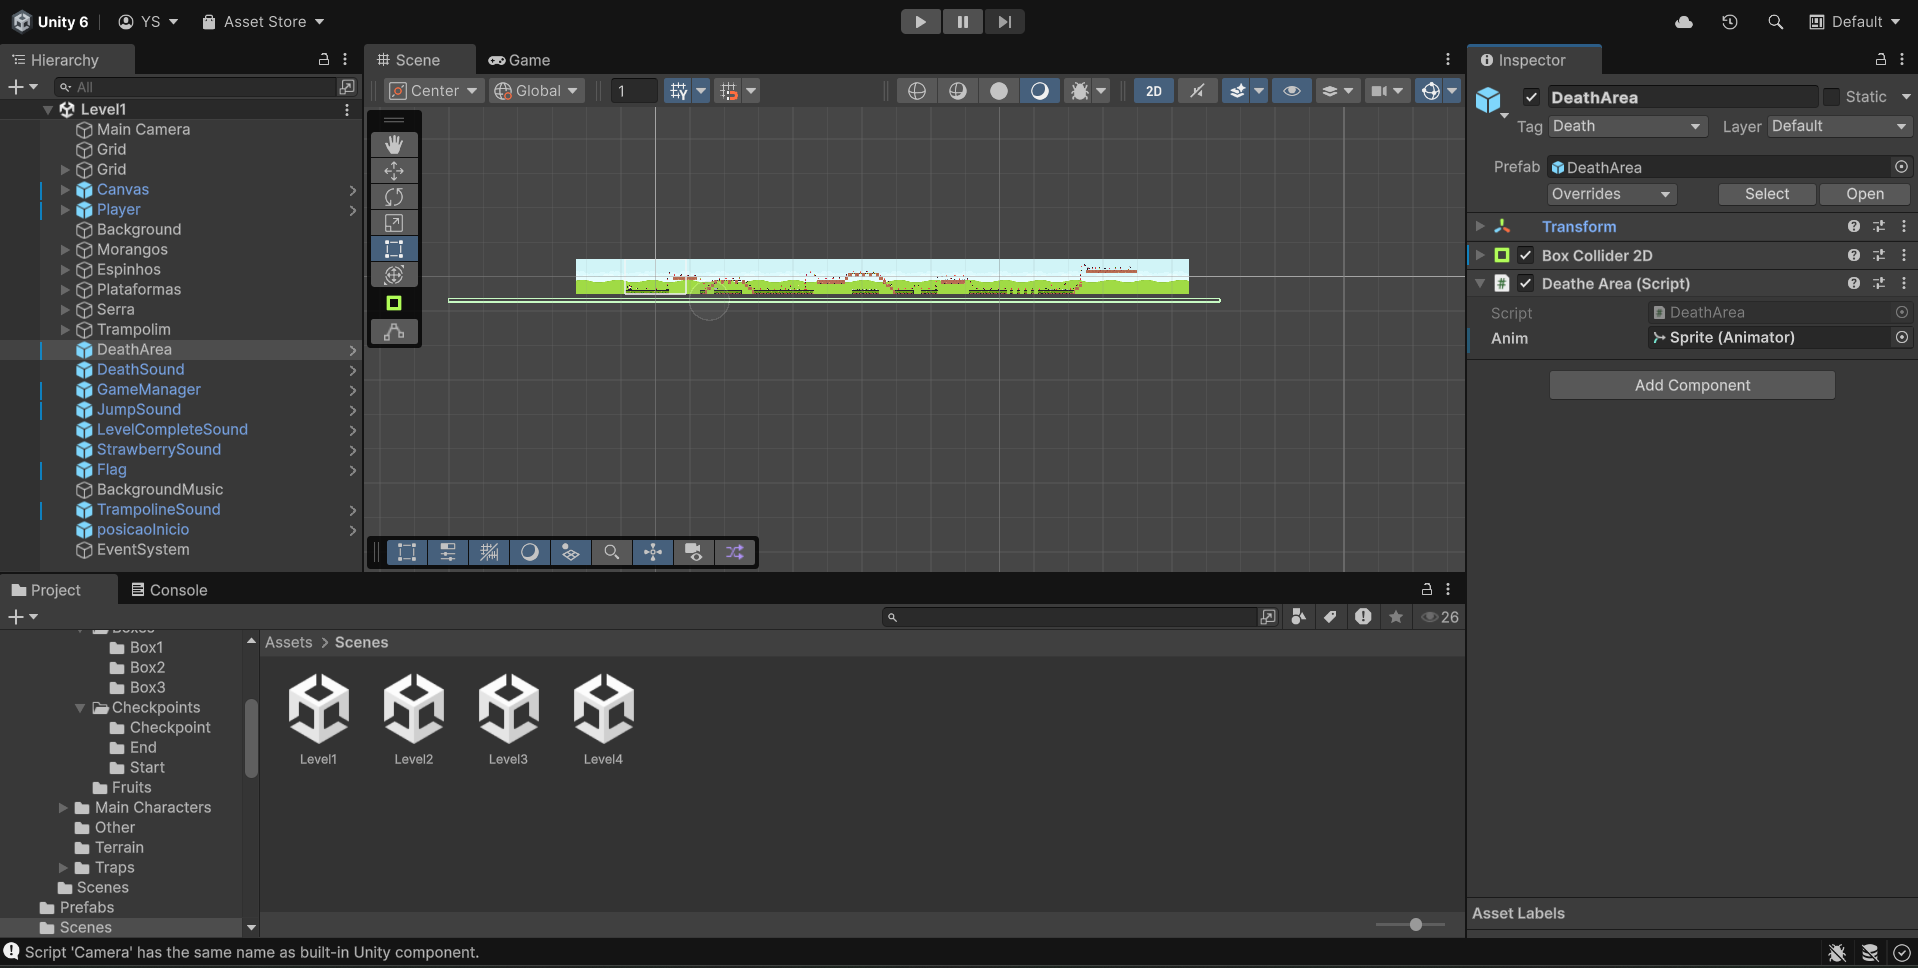 Unity 6
YS
Asset Store
Default
Hierarchy
All
Level1
Main Camera
Grid
Grid
Canvas
Player
Background
Morangos
Espinhos
Plataformas
Serra
Trampolim
DeathArea
DeathSound
GameManager
JumpSound
LevelCompleteSound
StrawberrySound
Flag
BackgroundMusic
TrampolineSound
posicaoInicio
EventSystem
Scene
Game
Center
Global
1
2D
Inspector
DeathArea
Static
Tag
Death
Layer
Default
Prefab
DeathArea
Overrides
Select
Open
Transform
Box Collider 2D
Deathe Area (Script)
Script
DeathArea
Anim
Sprite (Animator)
Add Component
Asset Labels
Project
Console
26
Boxes
Box1
Box2
Box3
Checkpoints
Checkpoint
End
Start
Fruits
Main Characters
Other
Terrain
Traps
Scenes
Prefabs
Scenes
Assets > Scenes
Level1
Level2
Level3
Level4
Script 'Camera' has the same name as built-in Unity component.